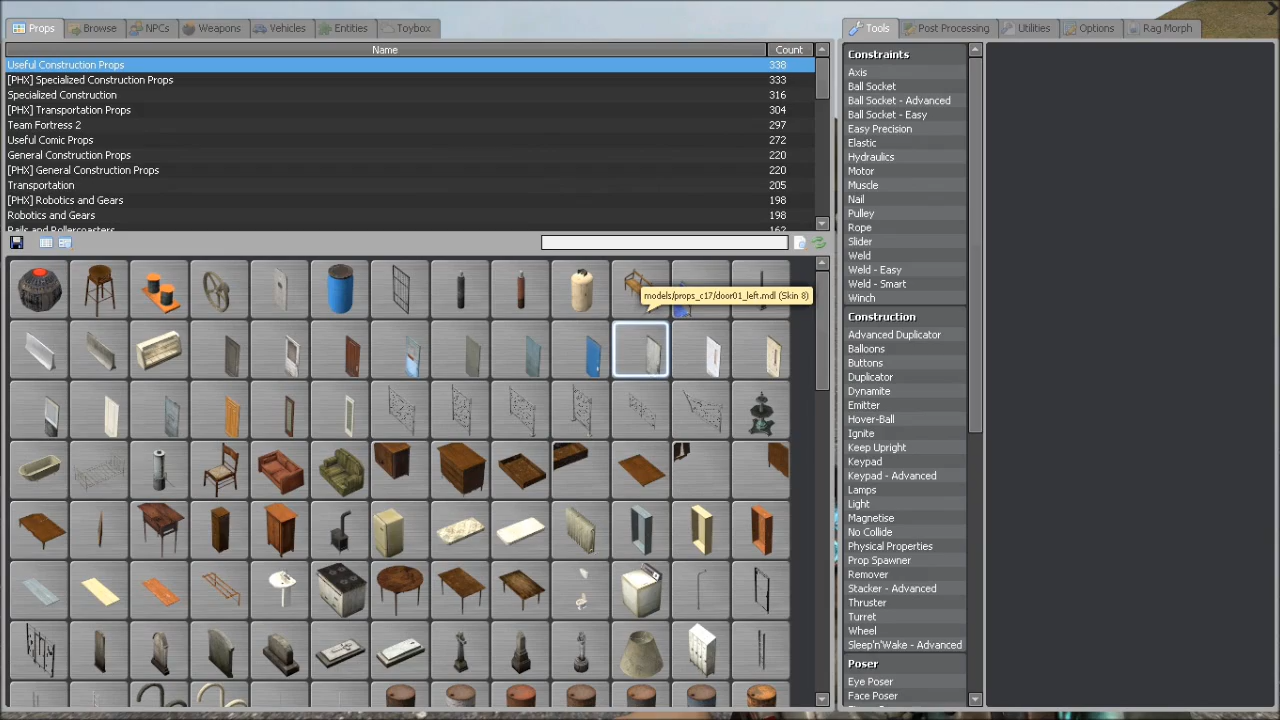 Props Browse NPCs Weapons Vehicles Entities Toybox
Name Count
Useful Construction Props 338
[PHX] Specialized Construction Props 333
Specialized Construction 316
[PHX] Transportation Props 304
Team Fortress 2 297
Useful Comic Props 272
General Construction Props 220
[PHX] General Construction Props 220
Transportation 205
[PHX] Robotics and Gears 198
Robotics and Gears 198
Rails and Rollercoasters 162
models/props_c17/door01_left.mdl (Skin 8)
Tools Post Processing Utilities Options Rag Morph
Constraints
Axis
Ball Socket
Ball Socket - Advanced
Ball Socket - Easy
Easy Precision
Elastic
Hydraulics
Motor
Muscle
Nail
Pulley
Rope
Slider
Weld
Weld - Easy
Weld - Smart
Winch
Construction
Advanced Duplicator
Balloons
Buttons
Duplicator
Dynamite
Emitter
Hover-Ball
Ignite
Keep Upright
Keypad
Keypad - Advanced
Lamps
Light
Magnetise
No Collide
Physical Properties
Prop Spawner
Remover
Stacker - Advanced
Thruster
Turret
Wheel
Sleep'n'Wake - Advanced
Poser
Eye Poser
Face Poser